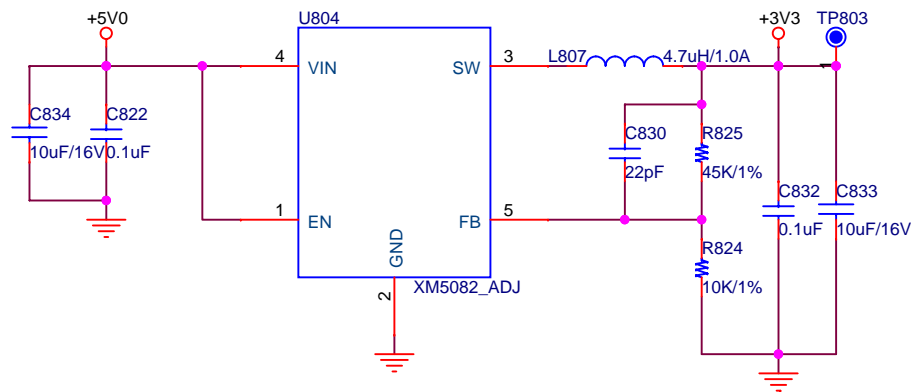 +5V0
U804
+3V3
TP803
4
VIN
SW
3
L807
4.7uH/1.0A
C834
10uF/16V
C822
0.1uF
C830
22pF
R825
45K/1%
1
EN
FB
5
C832
0.1uF
C833
10uF/16V
R824
10K/1%
GND
2
XM5082_ADJ